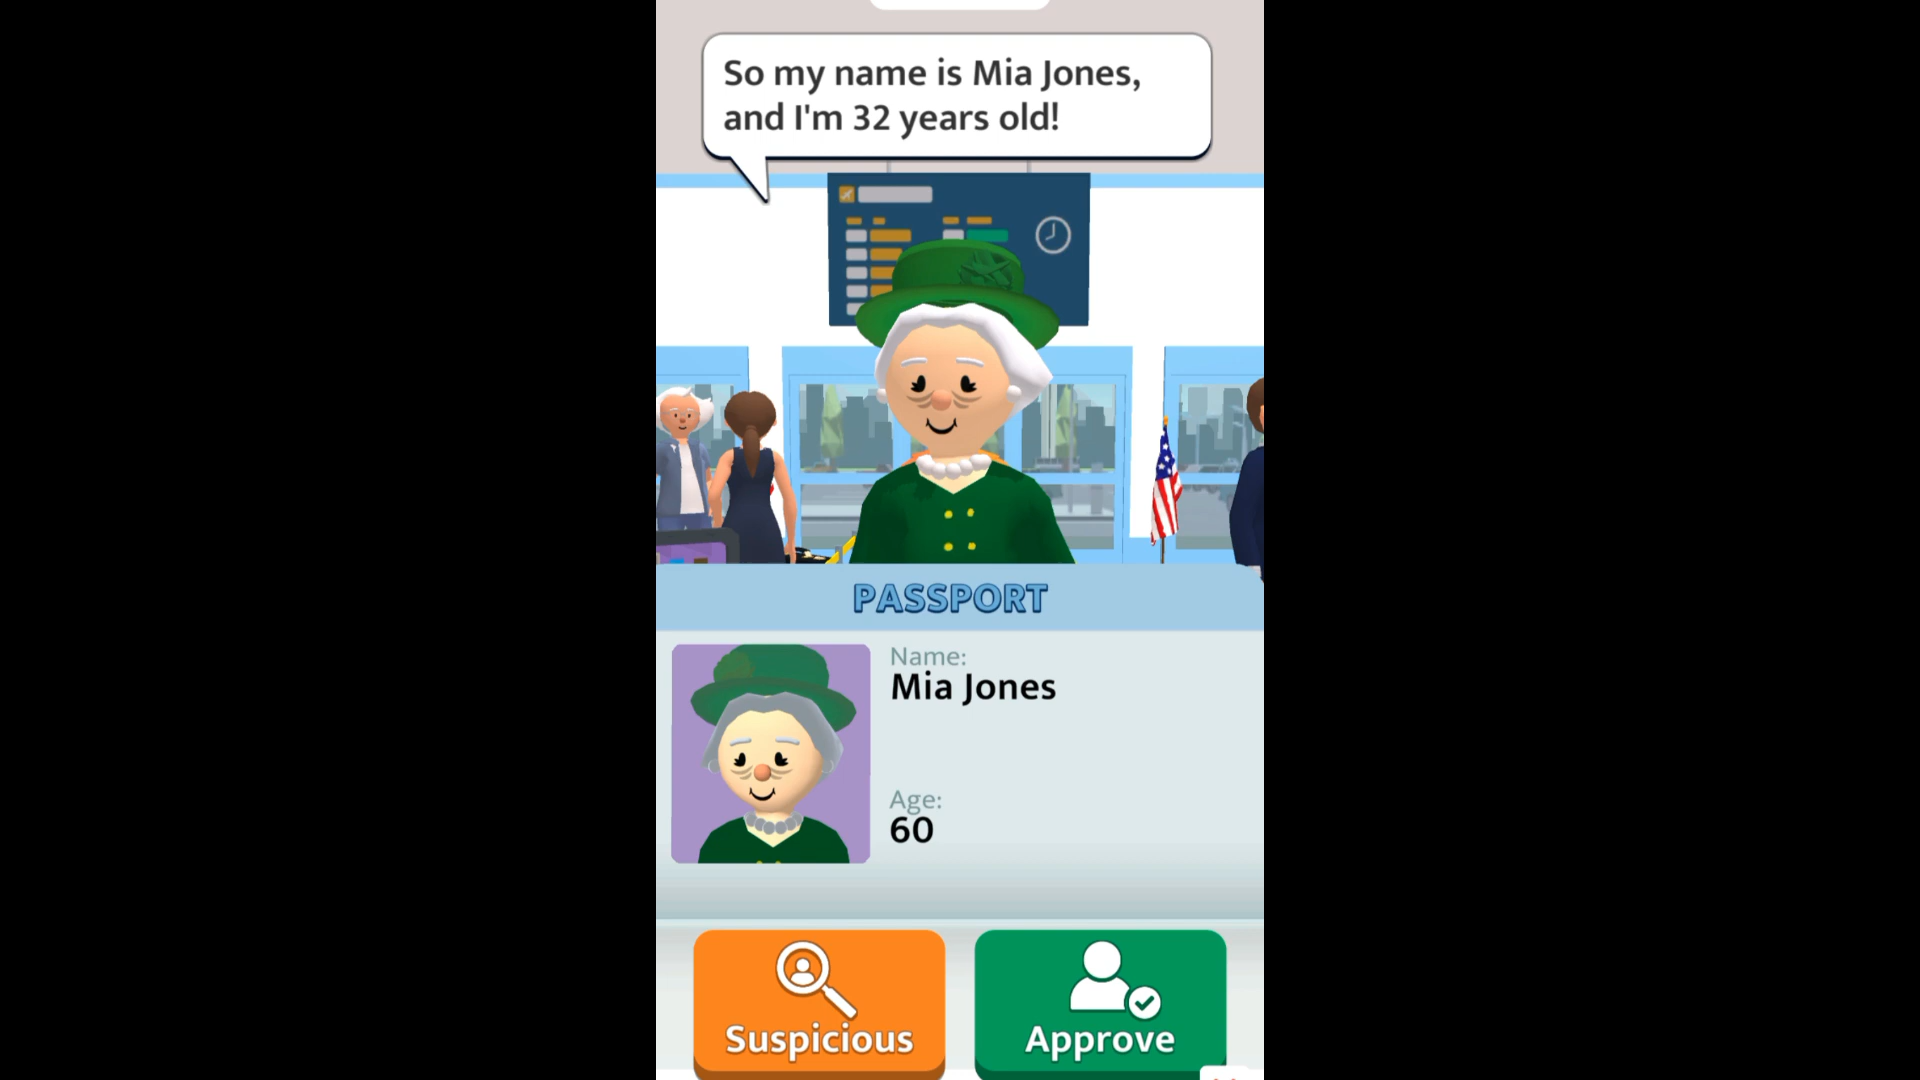 So my name is Mia Jones,
and I'm 32 years old!
PASSPORT
Name:
Mia Jones
Age:
60
Suspicious
Approve